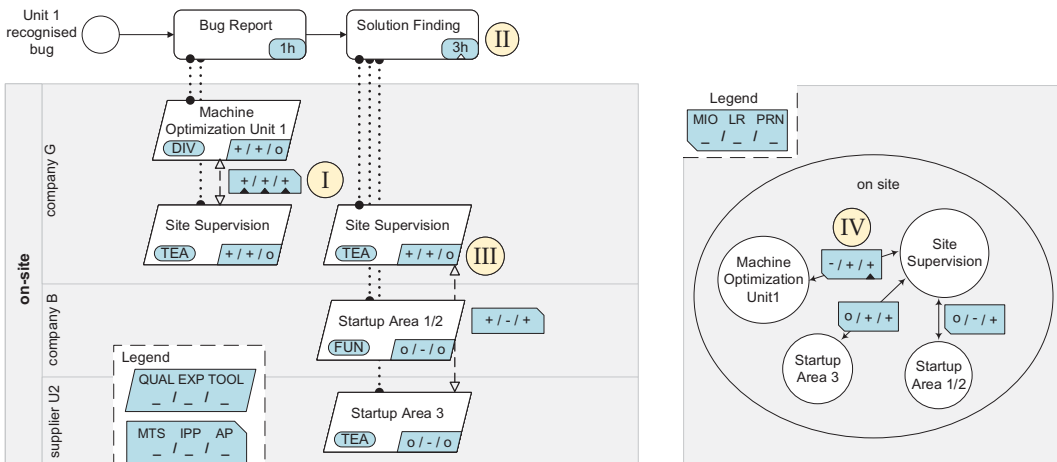 Unit 1
recognised
bug
Bug Report
1h
Solution Finding
3h
II
on-site
company G
Machine
Optimization Unit 1
DIV
+ / + / o
+ / + / +
I
Site Supervision
TEA
+ / + / o
Site Supervision
TEA
+ / + / o
III
company B
Startup Area 1/2
FUN
o / - / o
+ / - / +
supplier U2
Startup Area 3
TEA
o / - / o
Legend
QUAL EXP TOOL
_ / _ / _
MTS IPP AP
_ / _ / _
Legend
MIO LR PRN
_ / _ / _
on site
IV
Machine
Optimization
Unit1
- / + / +
Site
Supervision
o / + / +
o / - / +
Startup
Area 3
Startup
Area 1/2